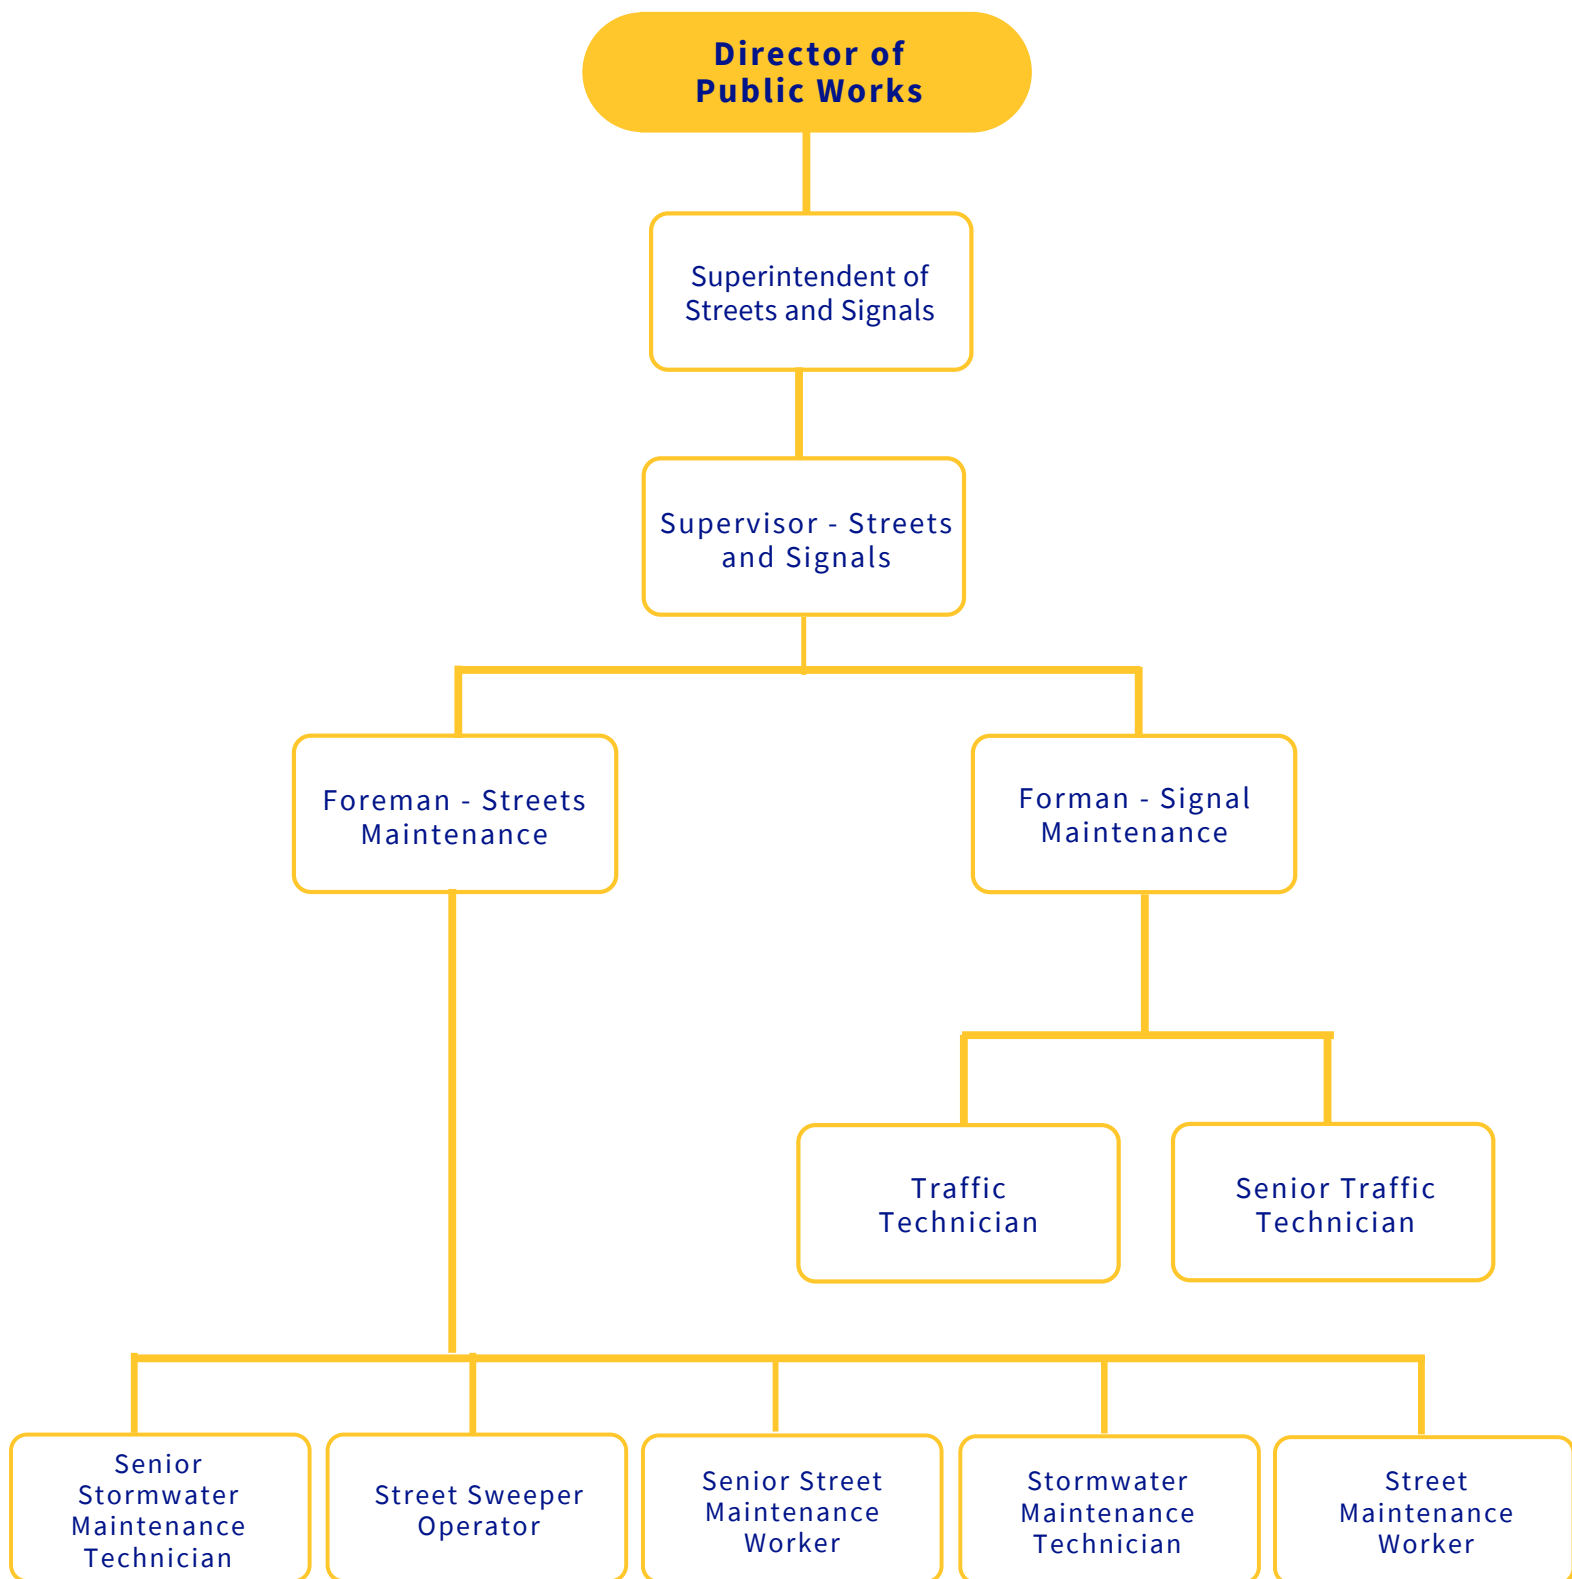 Director of
Public Works
Superintendent of
Streets and Signals
Supervisor - Streets
and Signals
Foreman - Streets
Maintenance
Forman - Signal
Maintenance
Traffic
Technician
Senior Traffic
Technician
Senior
Stormwater
Maintenance
Technician
Street Sweeper
Operator
Senior Street
Maintenance
Worker
Stormwater
Maintenance
Technician
Street
Maintenance
Worker